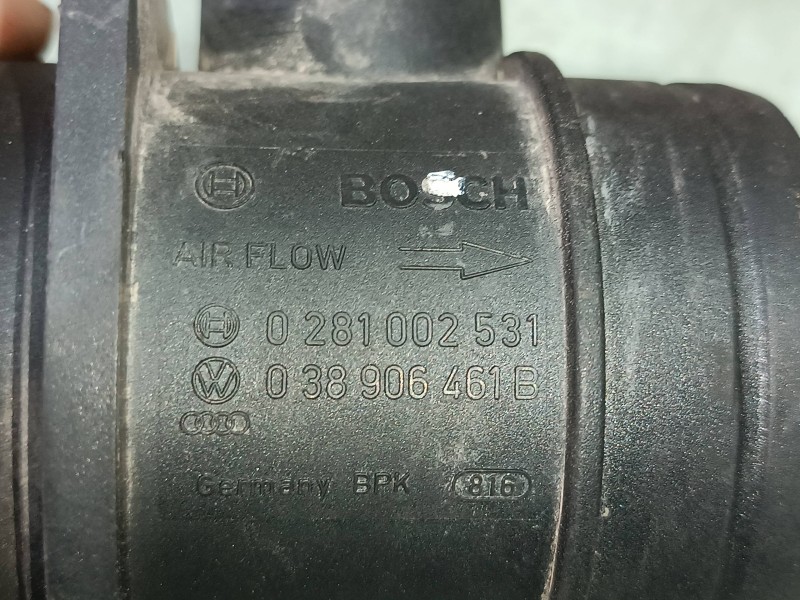 BOSCH
AIR FLOW
0 281 002 531
0 38 906 461 B
Germany BPK 816